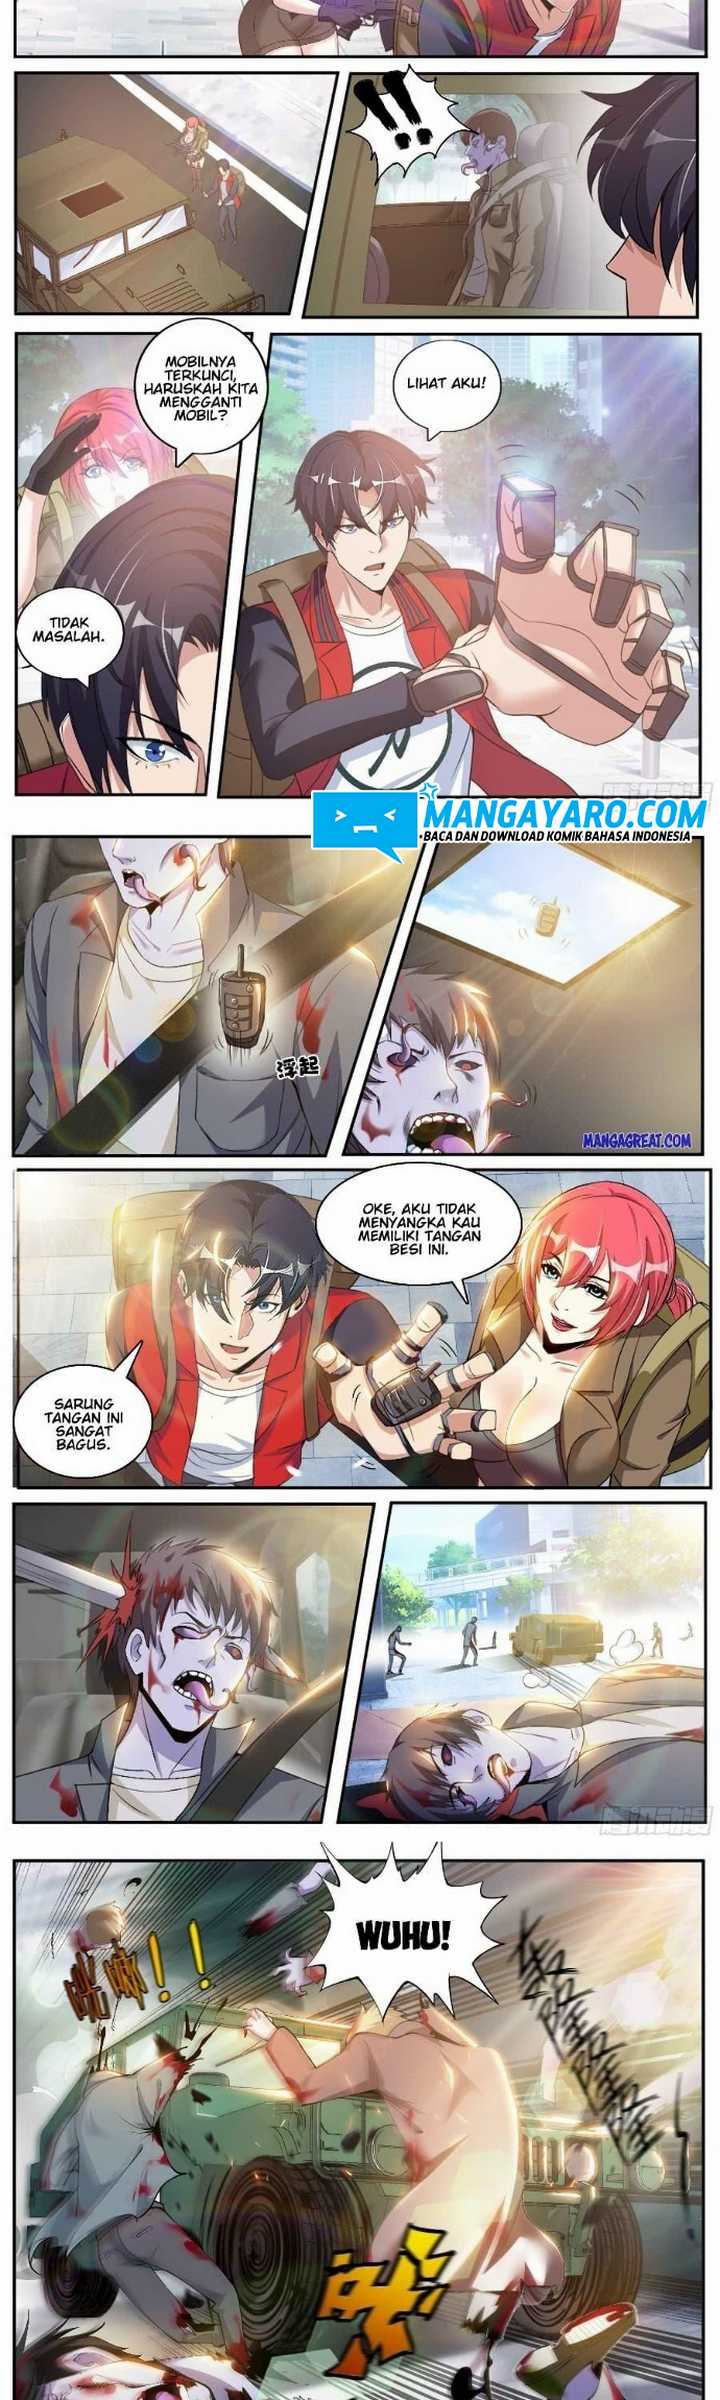 !!
MOBILNYA
TERKUNCI,
HARUSKAH KITA
MENGGANTI
MOBIL?
LIHAT AKU!
TIDAK
MASALAH.
MANGAYARO.COM
BACA DAN DOWNLOAD KOMIK BAHASA INDONESIA
浮起
MANGAGREAT.COM
OKE, AKU TIDAK
MENYANGKA KAU
MEMILIKI TANGAN
BESI INI.
SARUNG
TANGAN INI
SANGAT
BAGUS.
WUHU!